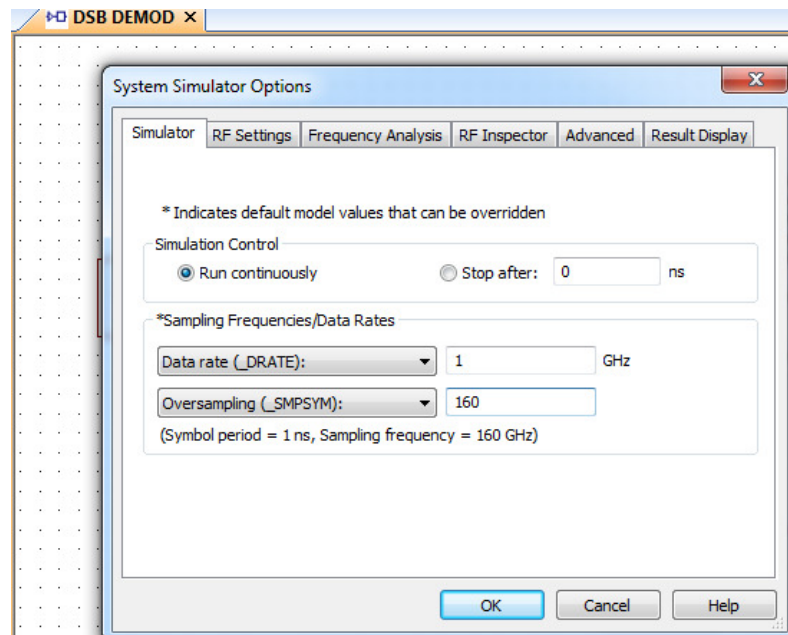 DSB DEMOD
System Simulator Options
Simulator RF Settings Frequency Analysis RF Inspector Advanced Result Display
* Indicates default model values that can be overridden
Simulation Control
Run continuously Stop after: 0 ns
*Sampling Frequencies/Data Rates
Data rate (_DRATE): 1 GHz
Oversampling (_SMPSYM): 160
(Symbol period = 1 ns, Sampling frequency = 160 GHz)
OK Cancel Help